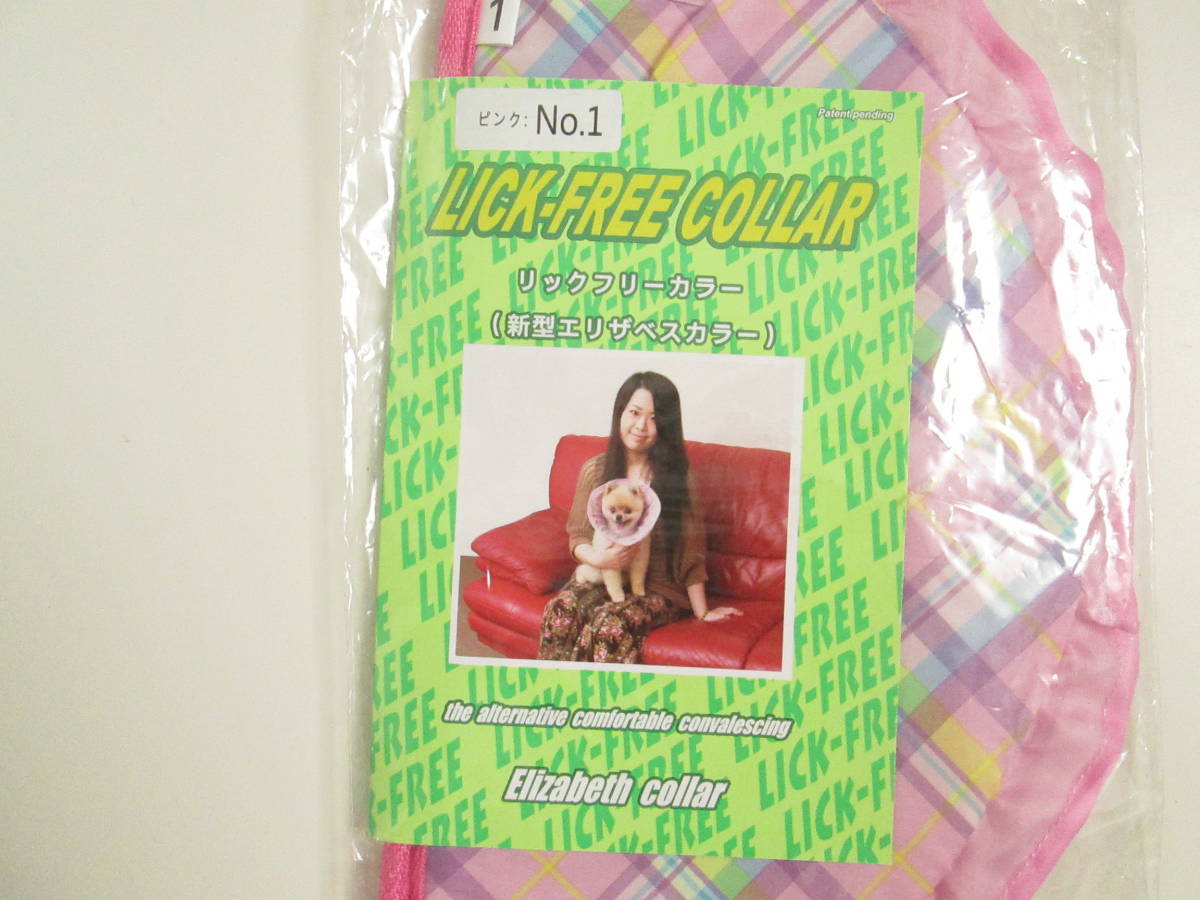 1
ピンク: No.1
Patent pending
LICK-FREE COLLAR
リックフリーカラー
(新型エリザベスカラー)
the alternative comfortable convalescing
Elizabeth collar